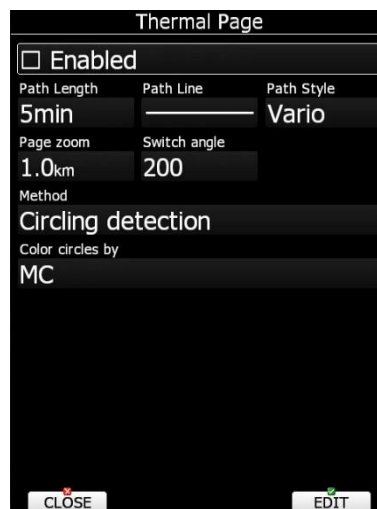 Thermal Page
Enabled
Path Length Path Line Path Style
5min Vario
Page zoom Switch angle
1.0km 200
Method
Circling detection
Color circles by
MC
CLOSE EDIT